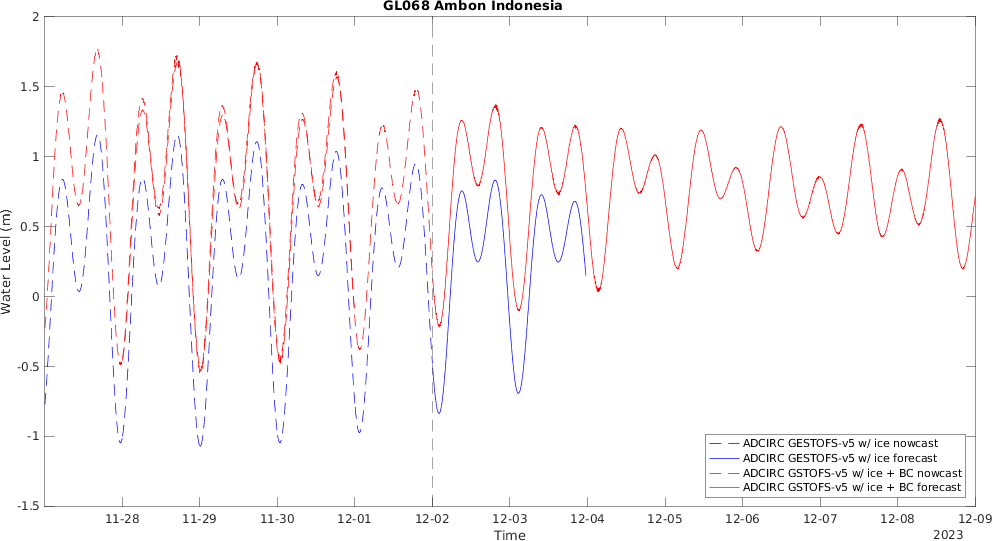 GL068 Ambon Indonesia
2
1.5
1
0.5
0
-0.5
-1
-1.5
Water Level (m)
ADCIRC GESTOFS-v5 w/ ice nowcast
ADCIRC GESTOFS-v5 w/ ice forecast
ADCIRC GSTOFS-v5 w/ ice + BC nowcast
ADCIRC GSTOFS-v5 w/ ice + BC forecast
11-28 11-29 11-30 12-01 12-02 12-03 12-04 12-05 12-06 12-07 12-08 12-09
Time
2023